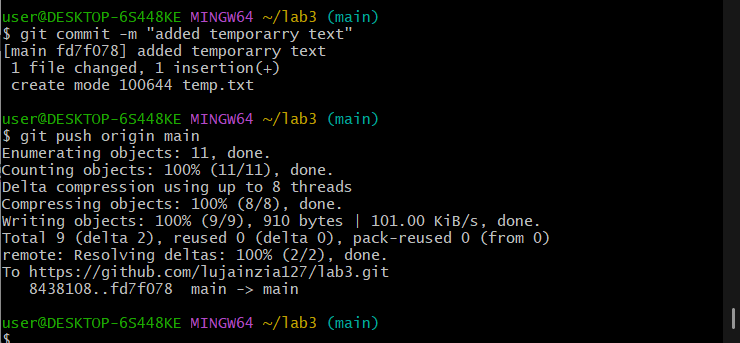 user@DESKTOP-6S448KE MINGW64 ~/lab3 (main)
$ git commit -m "added temporarry text"
[main fd7f078] added temporarry text
 1 file changed, 1 insertion(+)
 create mode 100644 temp.txt

user@DESKTOP-6S448KE MINGW64 ~/lab3 (main)
$ git push origin main
Enumerating objects: 11, done.
Counting objects: 100% (11/11), done.
Delta compression using up to 8 threads
Compressing objects: 100% (8/8), done.
Writing objects: 100% (9/9), 910 bytes | 101.00 KiB/s, done.
Total 9 (delta 2), reused 0 (delta 0), pack-reused 0 (from 0)
remote: Resolving deltas: 100% (2/2), done.
To https://github.com/lujainzia127/lab3.git
   8438108..fd7f078  main -> main

user@DESKTOP-6S448KE MINGW64 ~/lab3 (main)
$